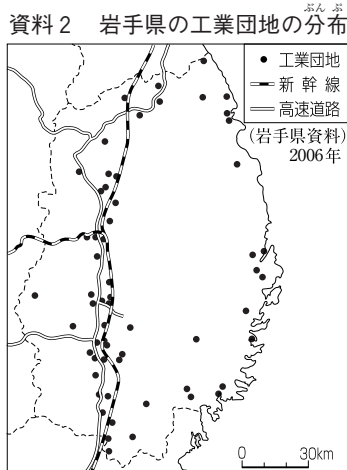 資料2　岩手県の工業団地の分布
ぶんぷ
工業団地
新幹線
高速道路
(岩手県資料)
2006年
0　30km